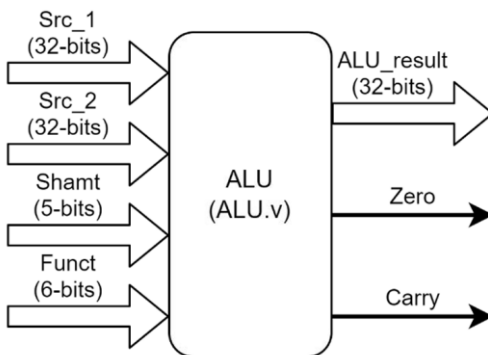 Src_1
(32-bits)
Src_2
(32-bits)
Shamt
(5-bits)
Funct
(6-bits)
ALU
(ALU.v)
ALU_result
(32-bits)
Zero
Carry